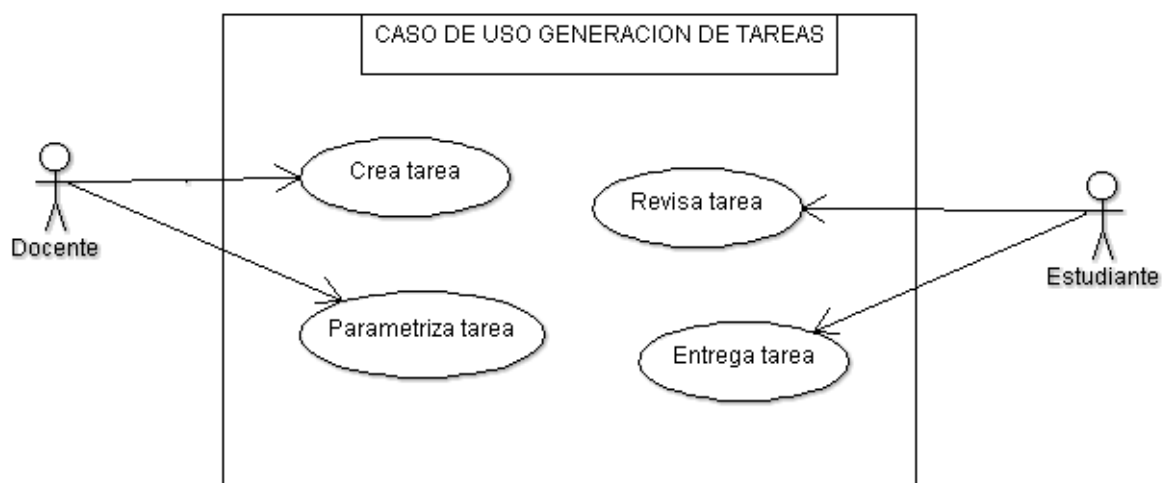 CASO DE USO GENERACION DE TAREAS
Crea tarea
Revisa tarea
Docente
Estudiante
Parametriza tarea
Entrega tarea